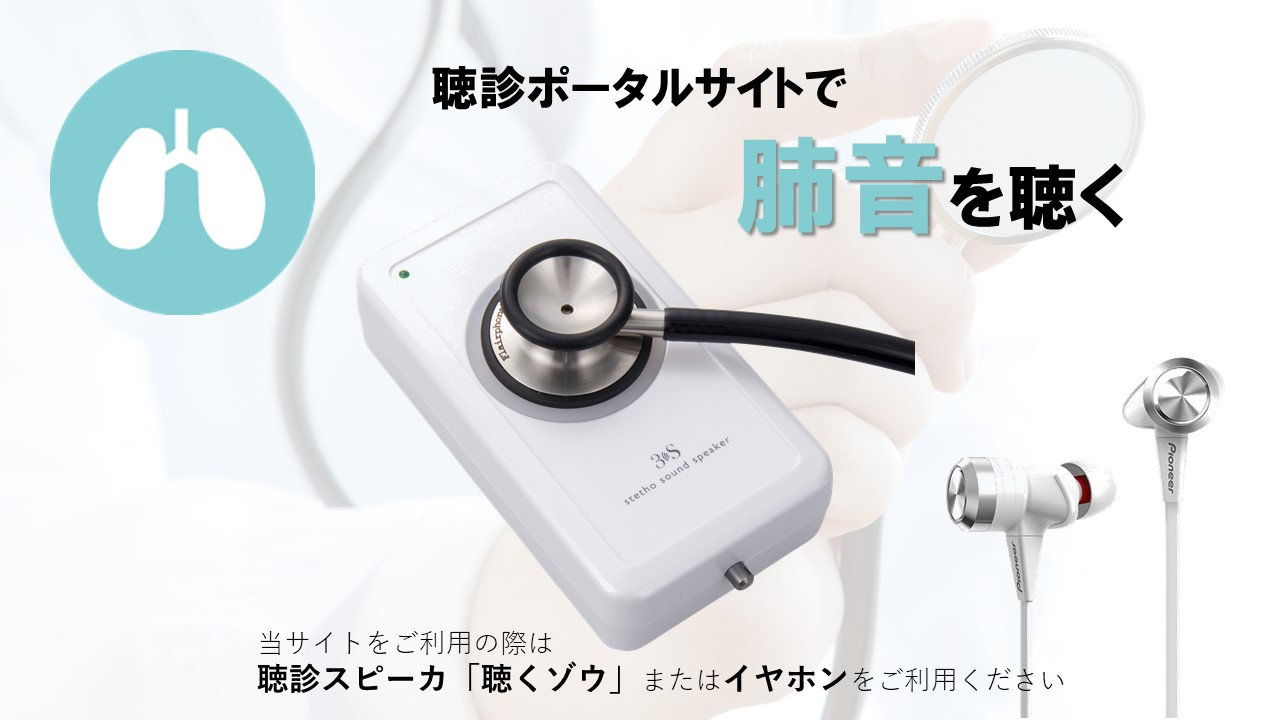 聴診ポータルサイトで
肺音を聴く
Flairphone
3S
stetho sound speaker
Pioneer
Pioneer
当サイトをご利用の際は
聴診スピーカ「聴くゾウ」またはイヤホンをご利用ください